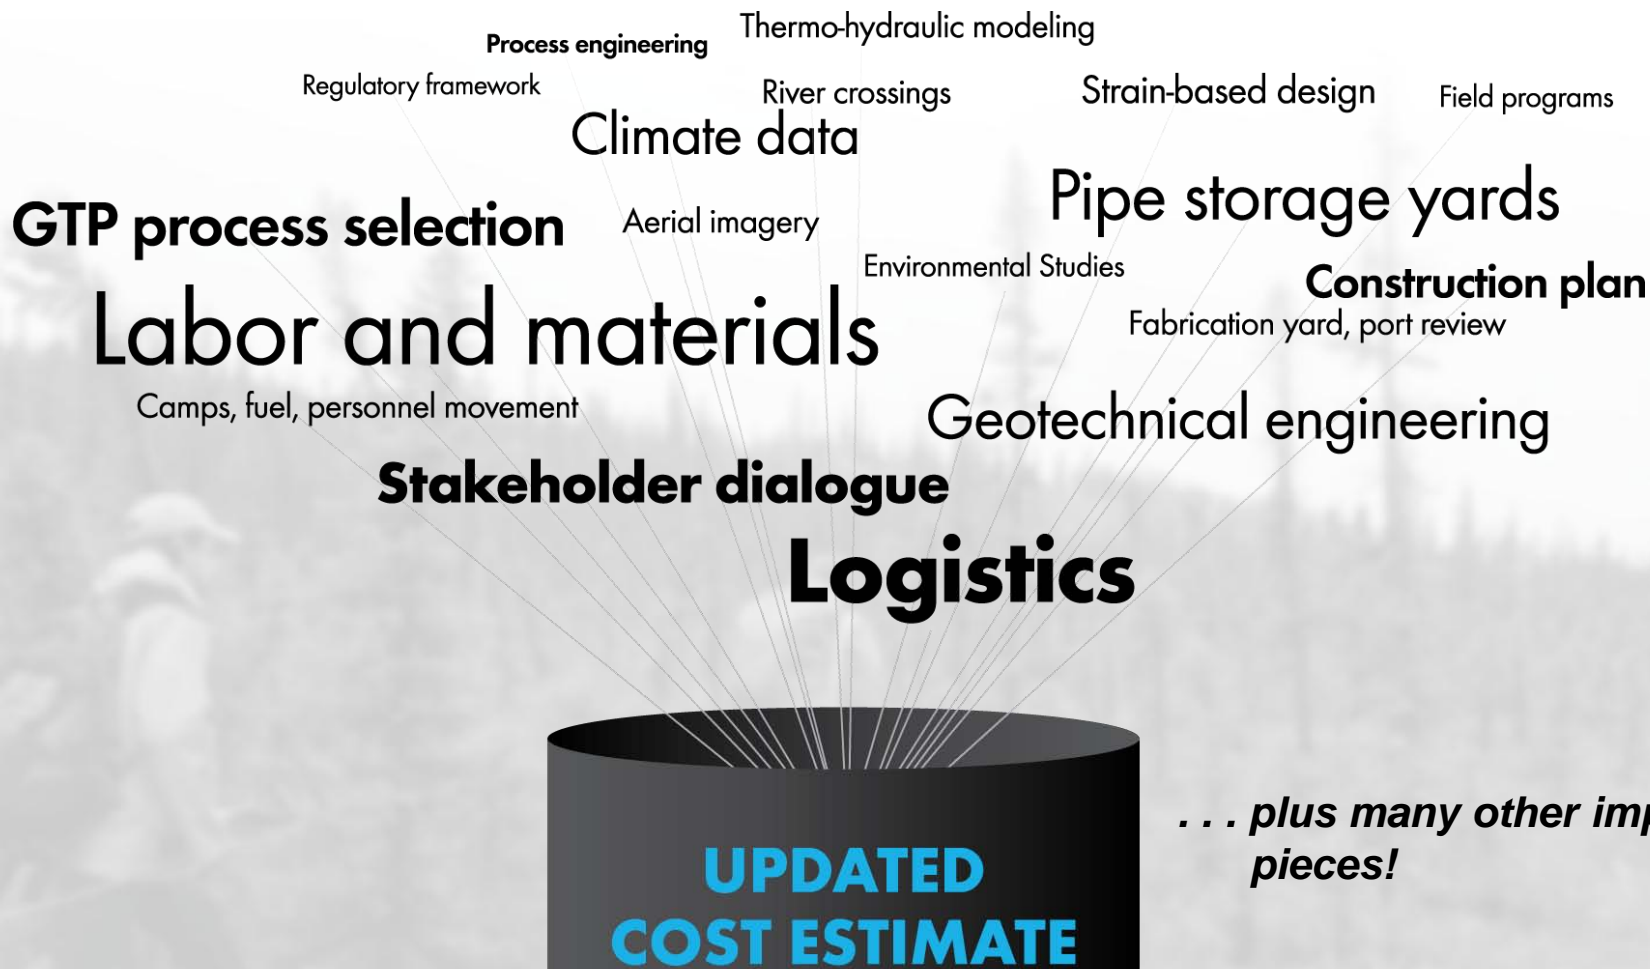 Thermo-hydraulic modeling
Process engineering
Regulatory framework
River crossings
Strain-based design
Field programs
Climate data
Pipe storage yards
GTP process selection
Aerial imagery
Environmental Studies
Construction plan
Labor and materials
Fabrication yard, port review
Camps, fuel, personnel movement
Geotechnical engineering
Stakeholder dialogue
Logistics
. . . plus many other
pieces!
UPDATED
COST ESTIMATE